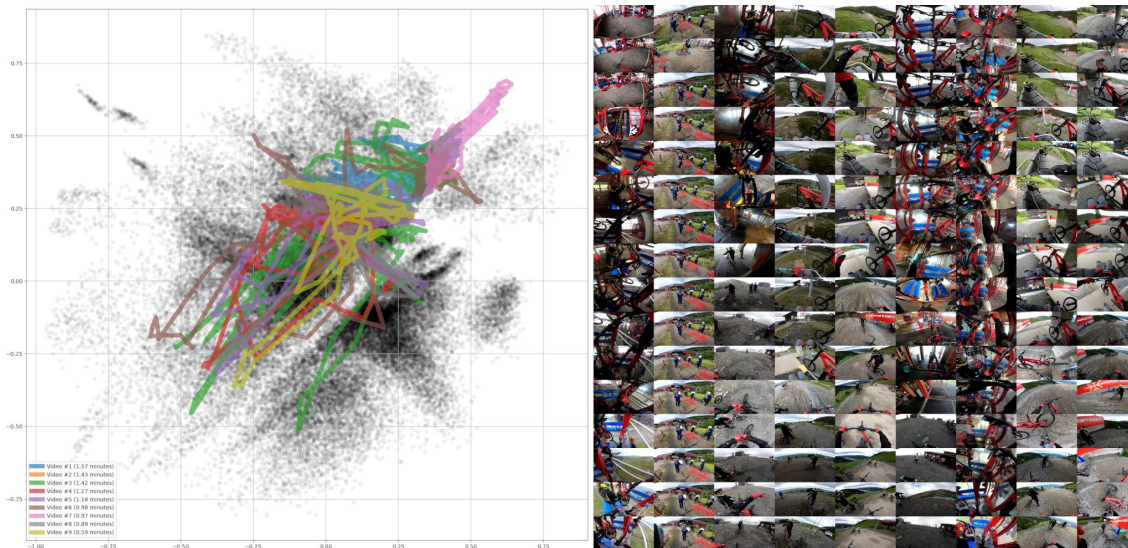 0.75
0.50
0.25
0.00
-0.25
-0.50
-0.75
Video #1 (1.57 minutes)
Video #2 (1.43 minutes)
Video #3 (1.42 minutes)
Video #4 (1.27 minutes)
Video #5 (1.18 minutes)
Video #6 (0.98 minutes)
Video #7 (0.97 minutes)
Video #8 (0.89 minutes)
Video #9 (0.59 minutes)
-1.00 -0.75 -0.50 -0.25 0.00 0.25 0.50 0.75